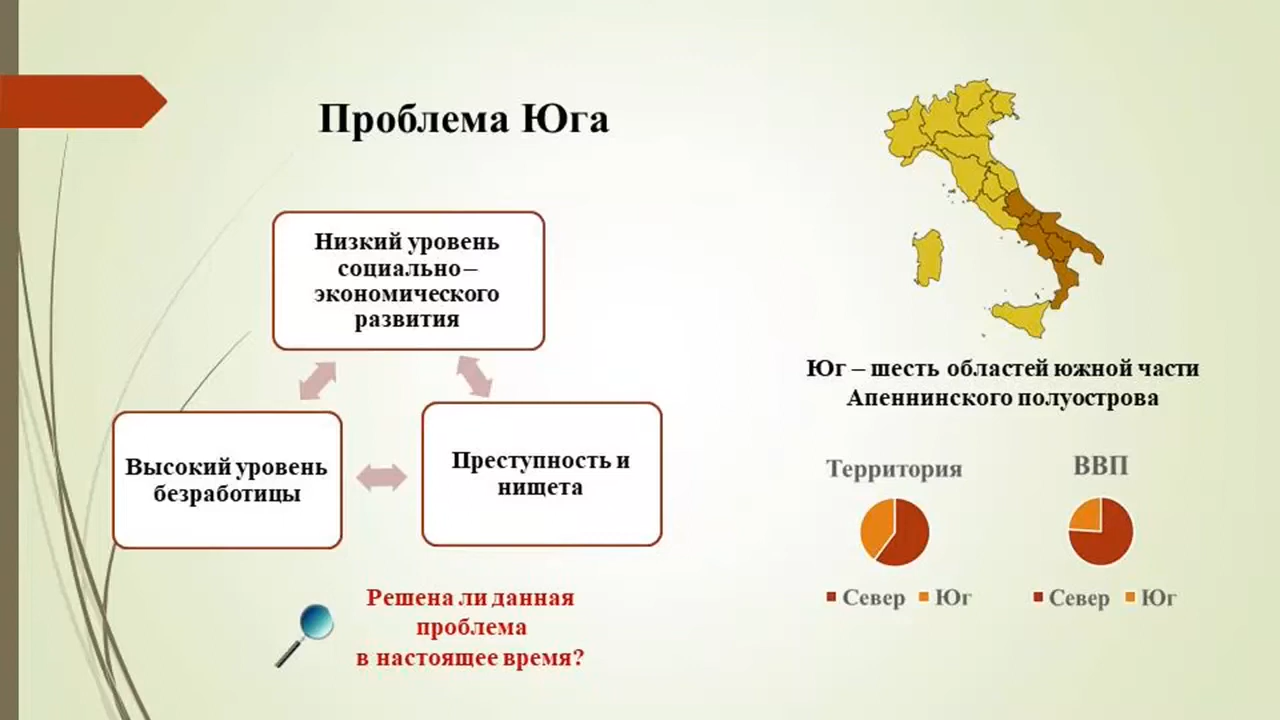 Проблема Юга
Низкий уровень
социально –
экономического
развития
Высокий уровень
безработицы
Преступность и
нищета
Решена ли данная
проблема
в настоящее время?
Юг – шесть областей южной части
Апеннинского полуострова
Территория
Север Юг
ВВП
Север Юг